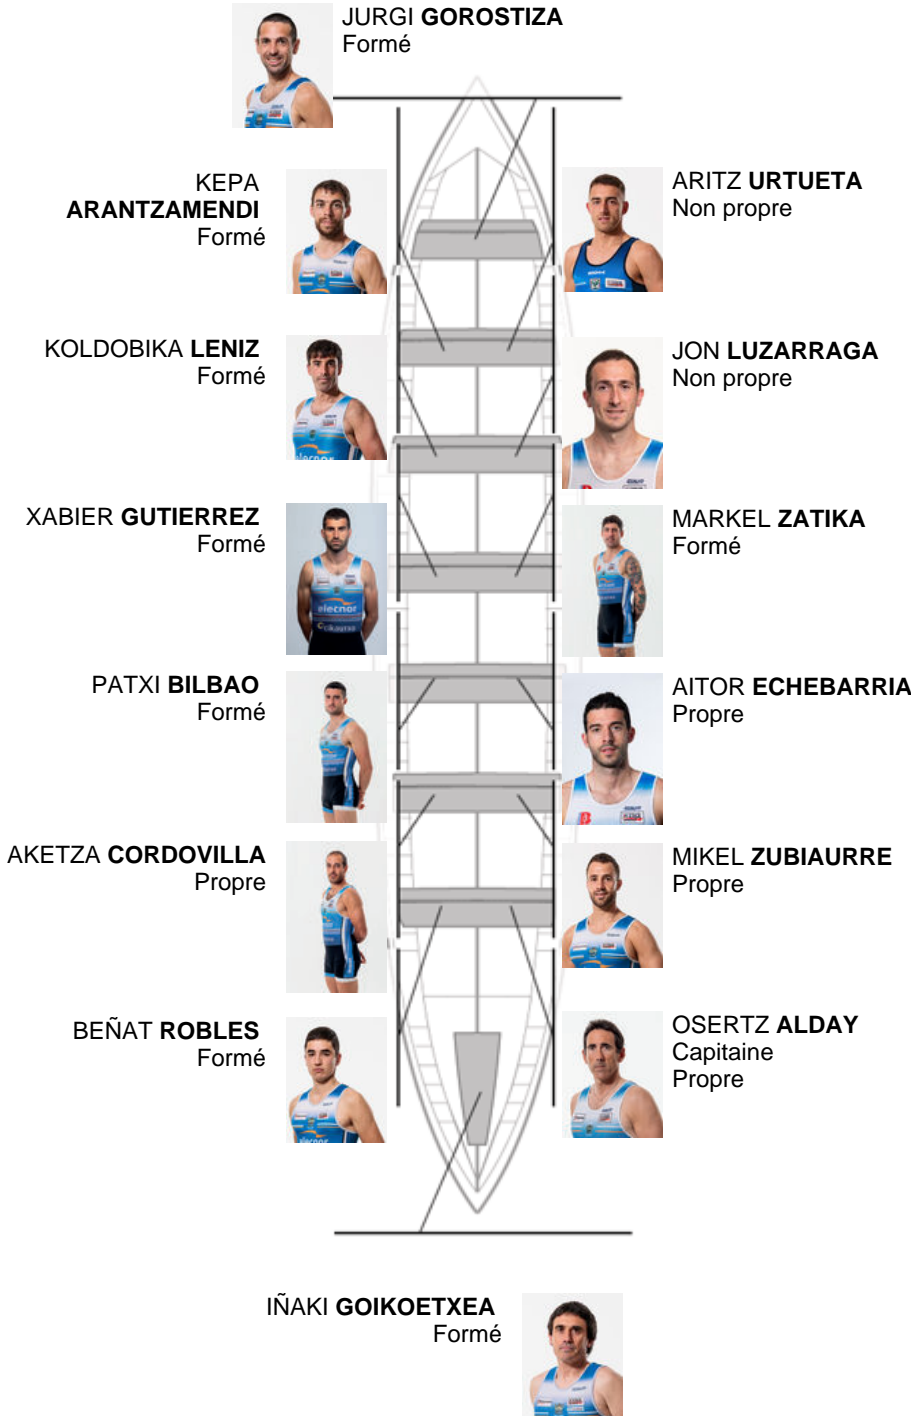 JURGI GOROSTIZA
Formé
KEPA
ARANTZAMENDI
Formé
ARITZ URTUETA
Non propre
KOLDOBIKA LENIZ
Formé
JON LUZARRAGA
Non propre
XABIER GUTIERREZ
Formé
elecnor
MARKEL ZATIKA
Formé
PATXI BILBAO
Formé
AITOR ECHEBARRIA
Propre
AKETZA CORDOVILLA
Propre
MIKEL ZUBIAURRE
Propre
BEÑAT ROBLES
Formé
OSERTZ ALDAY
Capitaine
Propre
IÑAKI GOIKOETXEA
Formé